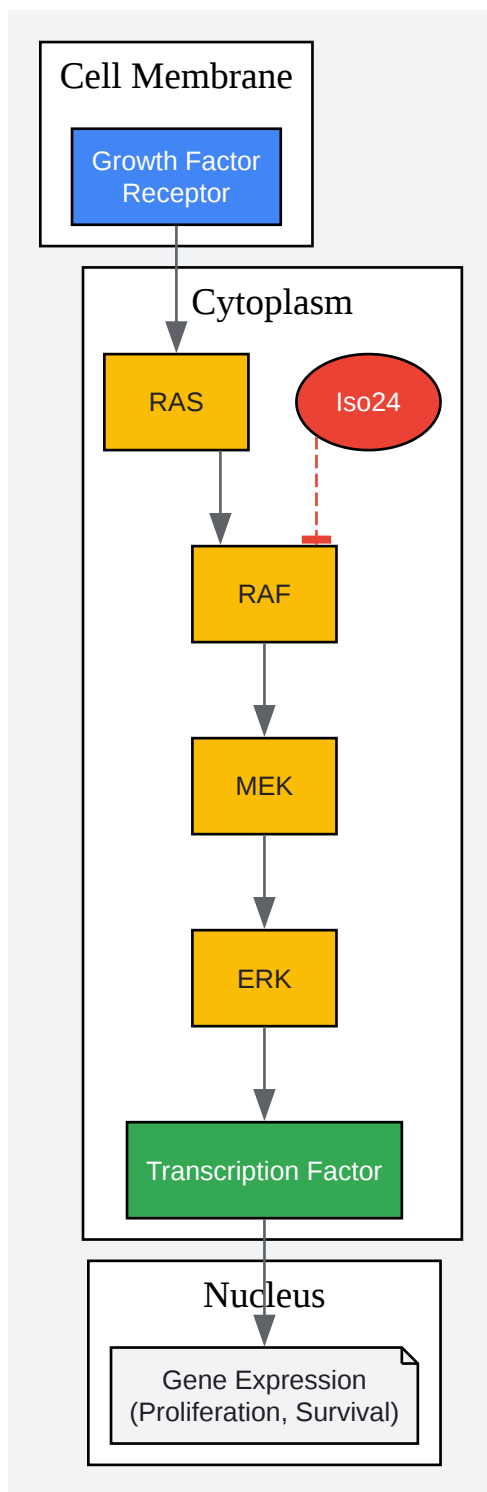 Cell Membrane
Growth Factor
Receptor
Cytoplasm
RAS
Iso24
RAF
MEK
ERK
Transcription Factor
Nucleus
Gene Expression
(Proliferation, Survival)